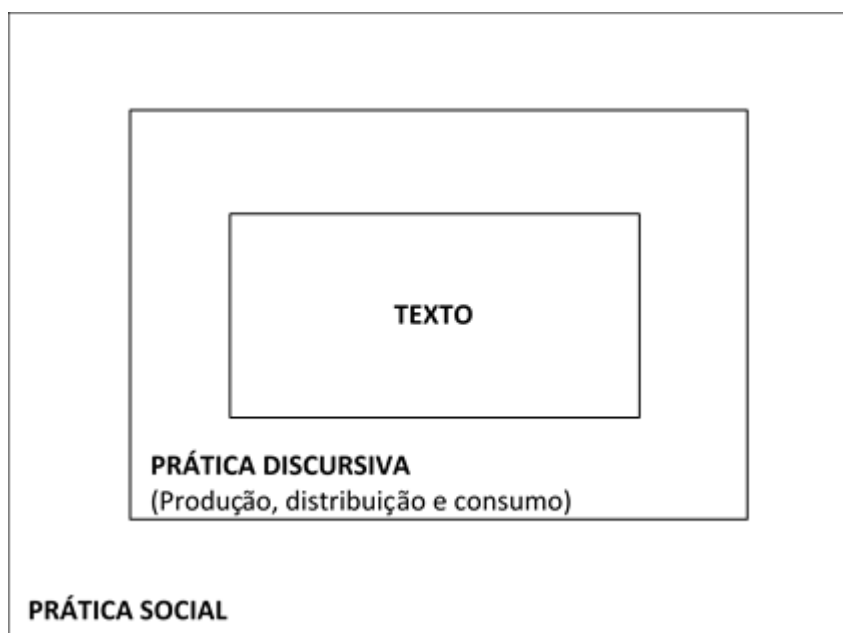 TEXTO
PRÁTICA DISCURSIVA
(Produção, distribuição e consumo)
PRÁTICA SOCIAL